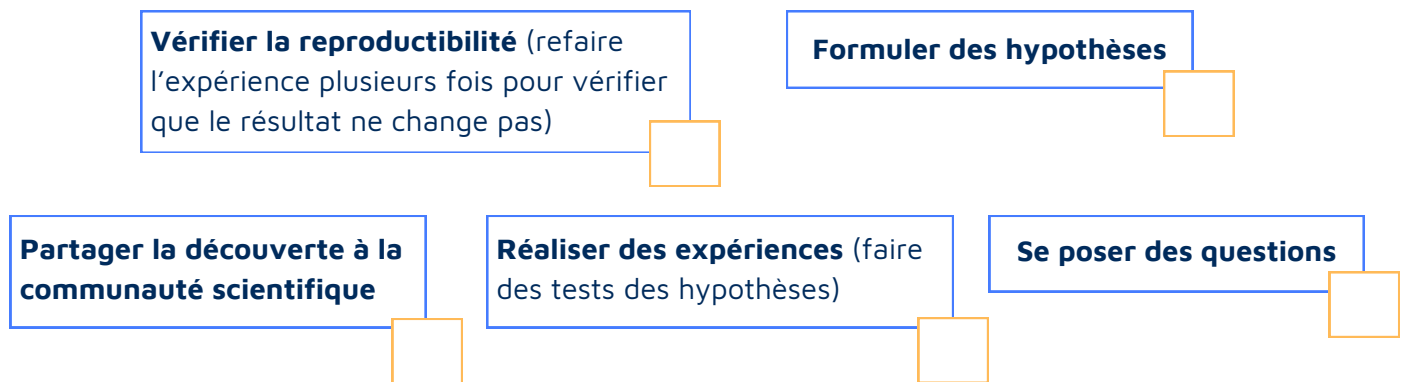 Vérifier la reproductibilité (refaire
l’expérience plusieurs fois pour vérifier
que le résultat ne change pas)
Formuler des hypothèses
Partager la découverte à la
communauté scientifique
Réaliser des expériences (faire
des tests des hypothèses)
Se poser des questions